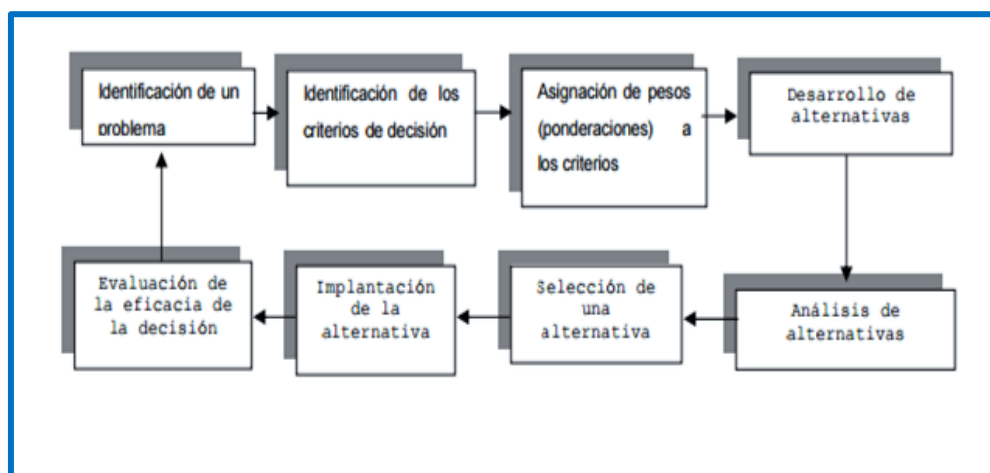 Identificación de un
problema
Identificación de los
criterios de decisión
Asignación de pesos
(ponderaciones) a
los criterios
Desarrollo de
alternativas
Análisis de
alternativas
Selección de
una
alternativa
Implantación
de la
alternativa
Evaluación de
la eficacia de
la decisión